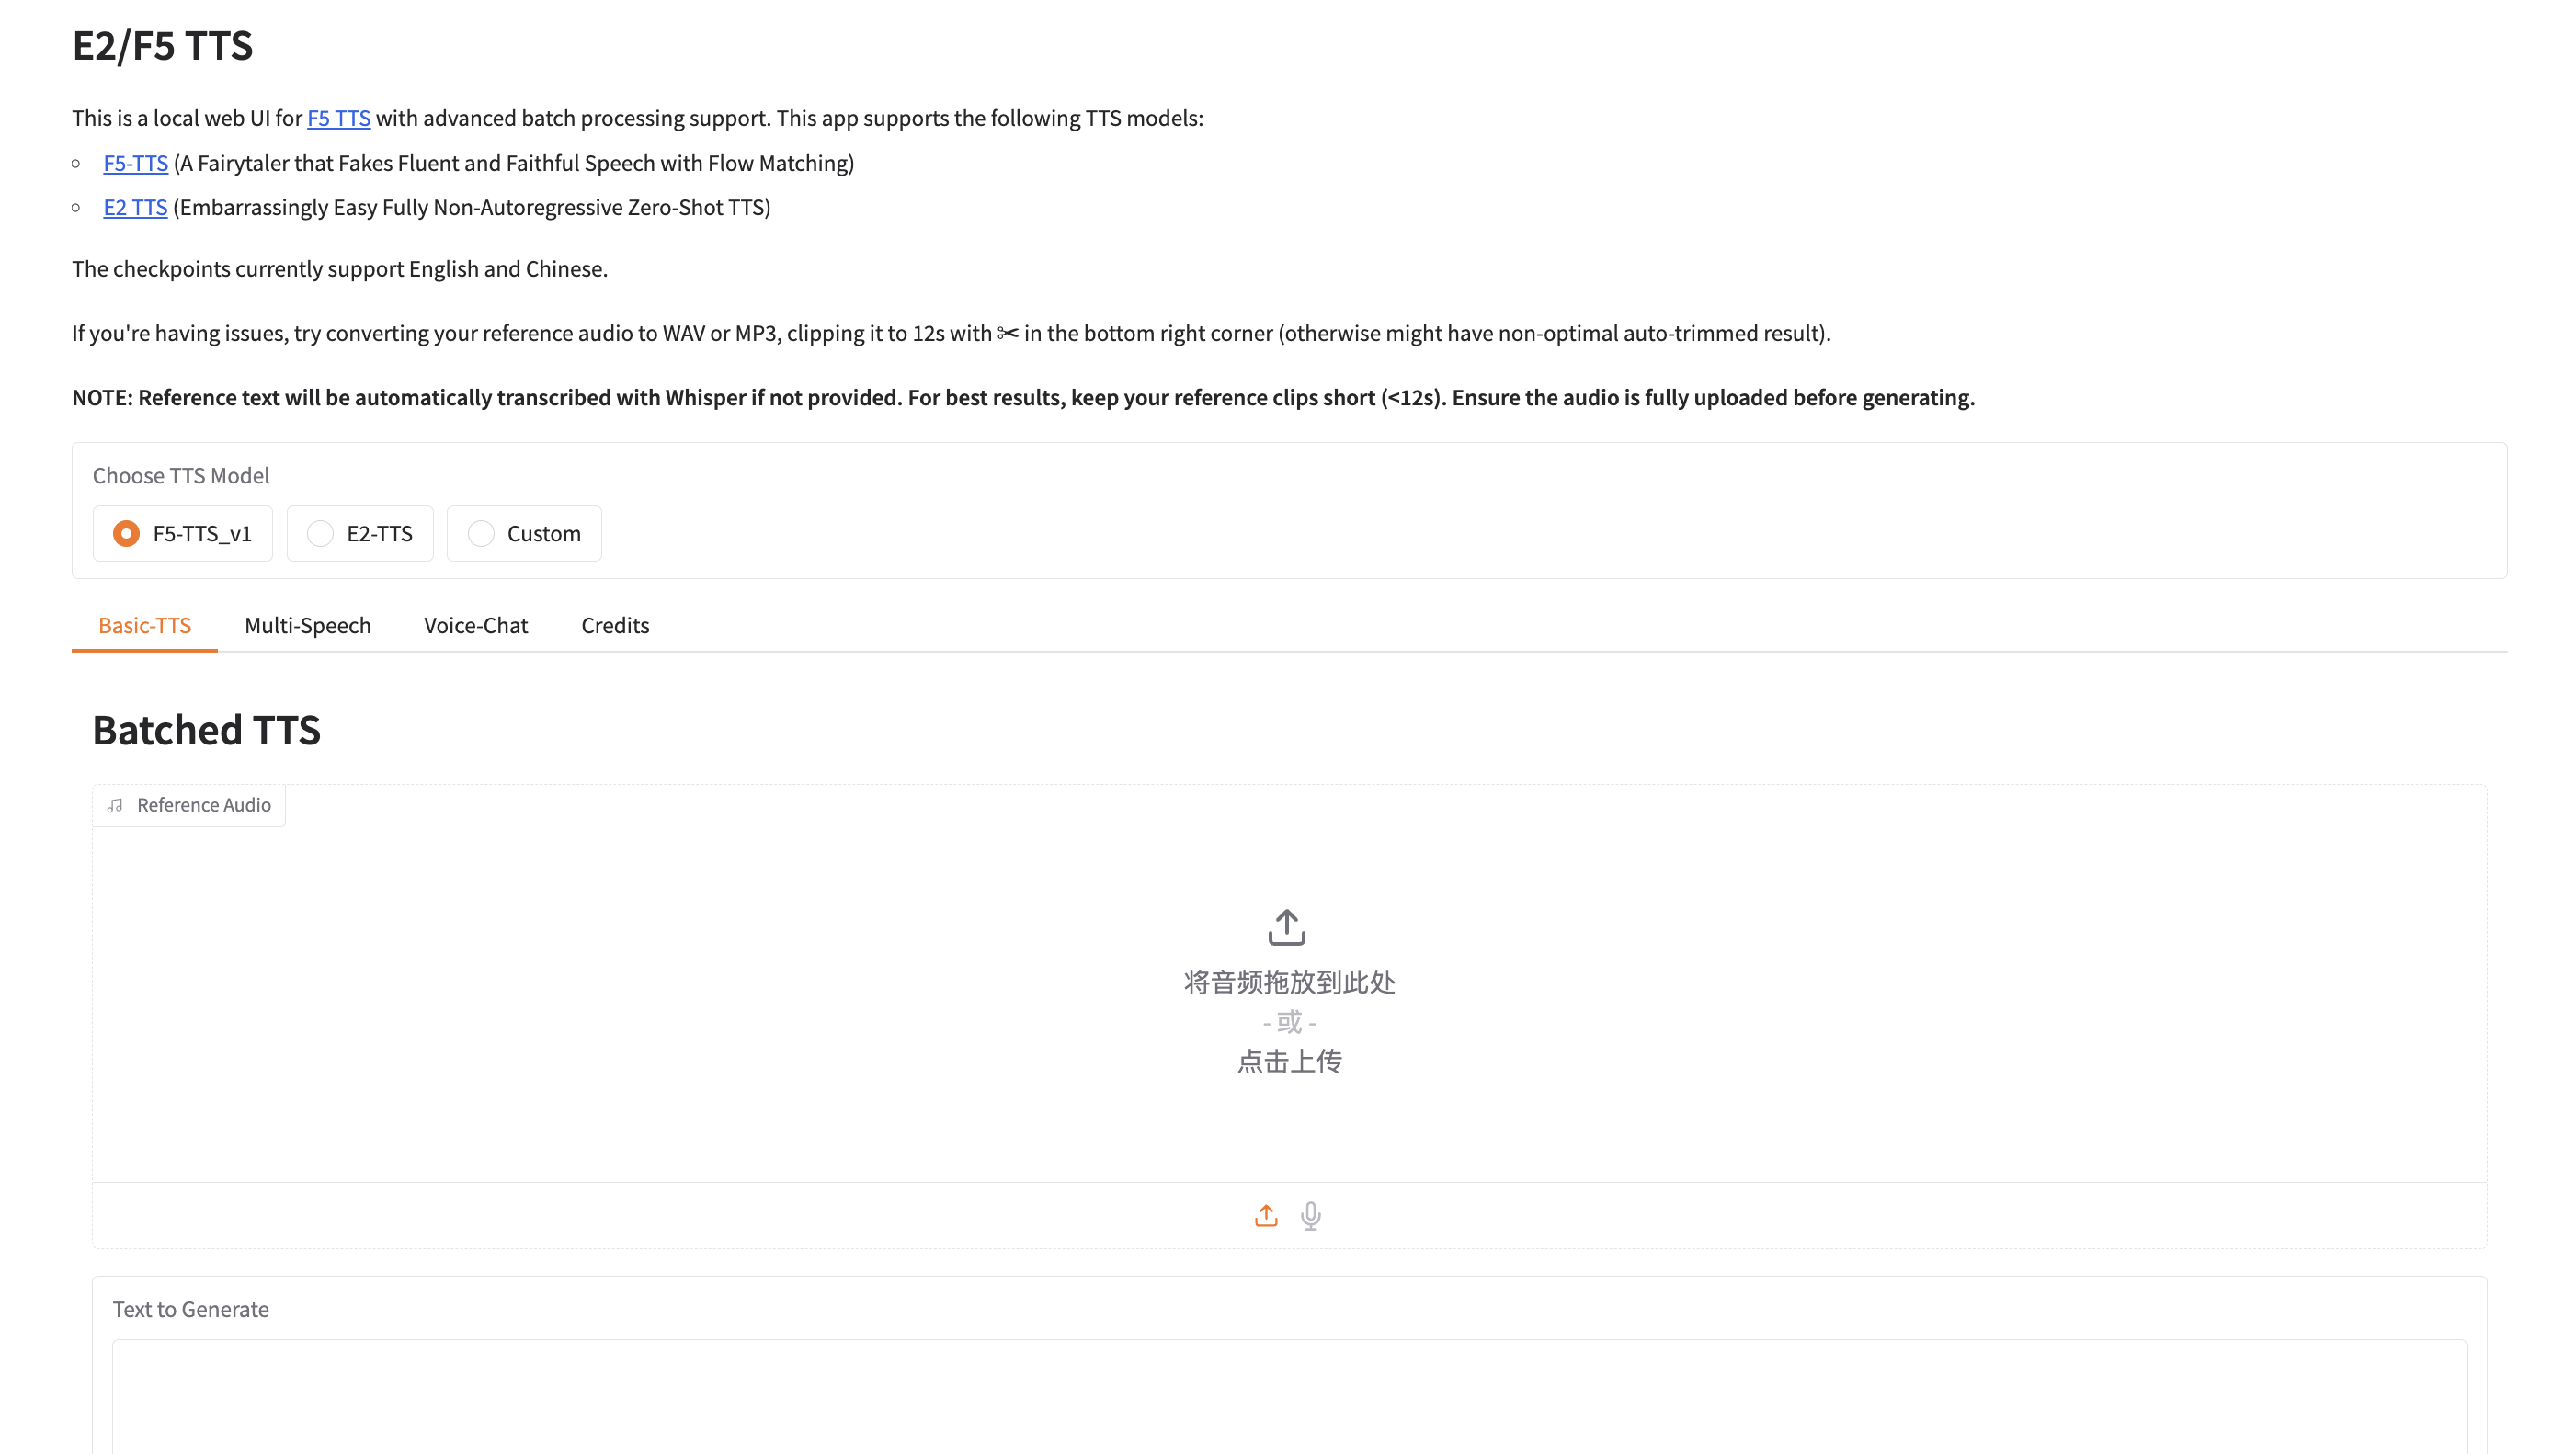 E2/F5 TTS
This is a local web UI for F5 TTS with advanced batch processing support. This app supports the following TTS models:
F5-TTS (A Fairytaler that Fakes Fluent and Faithful Speech with Flow Matching)
E2 TTS (Embarrassingly Easy Fully Non-Autoregressive Zero-Shot TTS)
The checkpoints currently support English and Chinese.
If you're having issues, try converting your reference audio to WAV or MP3, clipping it to 12s with ✂ in the bottom right corner (otherwise might have non-optimal auto-trimmed result).
NOTE: Reference text will be automatically transcribed with Whisper if not provided. For best results, keep your reference clips short (<12s). Ensure the audio is fully uploaded before generating.
Choose TTS Model
F5-TTS_v1 E2-TTS Custom
Basic-TTS Multi-Speech Voice-Chat Credits
Batched TTS
Reference Audio
将音频拖放到此处
- 或 -
点击上传
Text to Generate